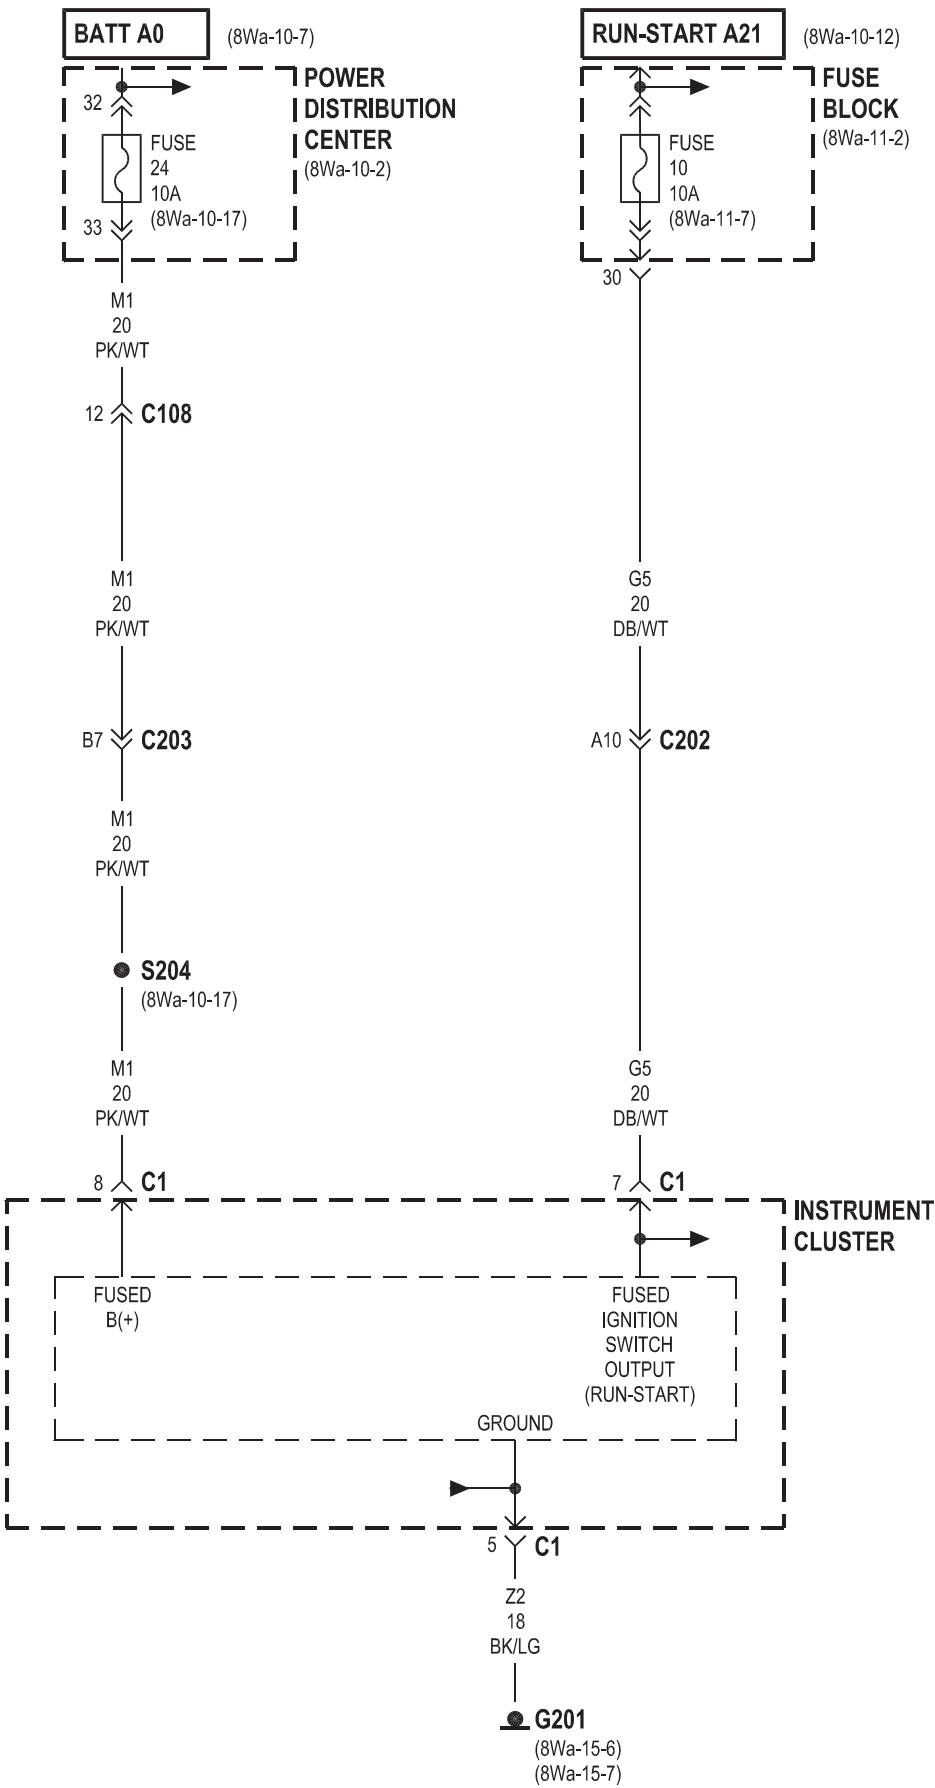 BATT A0
(8Wa-10-7)
RUN-START A21
(8Wa-10-12)
POWER
DISTRIBUTION
CENTER
(8Wa-10-2)
32
FUSE
24
10A
(8Wa-10-17)
33
FUSE
BLOCK
(8Wa-11-2)
FUSE
10
10A
(8Wa-11-7)
30
M1
20
PK/WT
12
C108
M1
20
PK/WT
G5
20
DB/WT
B7
C203
A10
C202
M1
20
PK/WT
S204
(8Wa-10-17)
M1
20
PK/WT
G5
20
DB/WT
8
C1
7
C1
INSTRUMENT
CLUSTER
FUSED
B(+)
FUSED
IGNITION
SWITCH
OUTPUT
(RUN-START)
GROUND
5
C1
Z2
18
BK/LG
G201
(8Wa-15-6)
(8Wa-15-7)